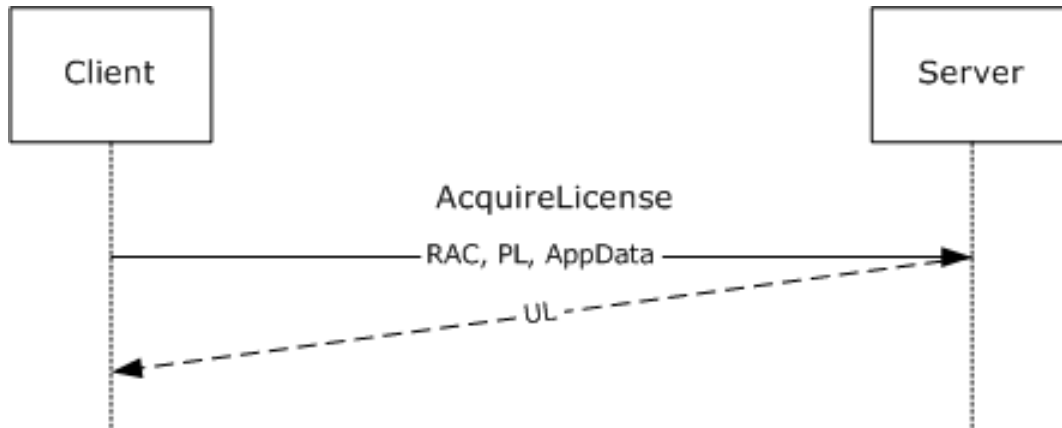 Client
Server
AcquireLicense
RAC, PL, AppData
UL